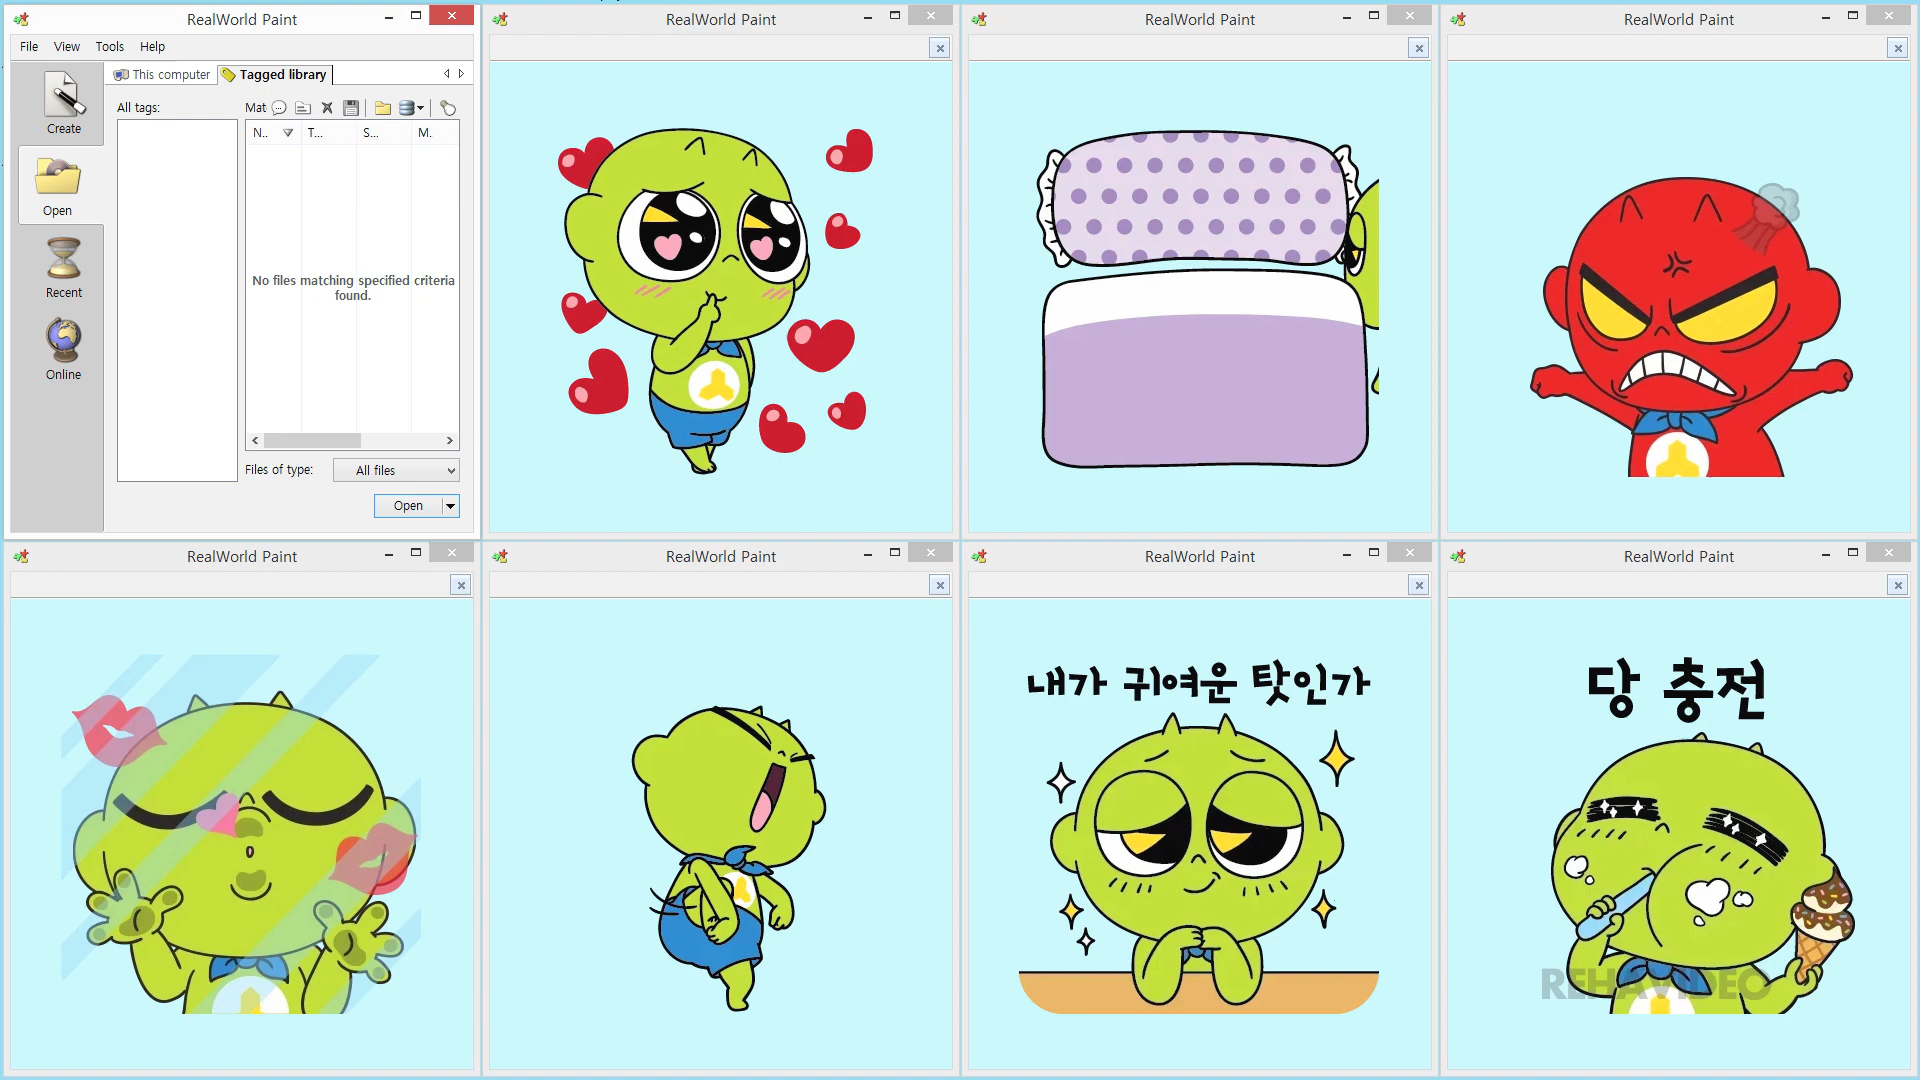 RealWorld Paint
File View Tools Help
Create
Open
Recent
Online
This computer
Tagged library
All tags:
Mat
N..
T...
S...
M.
No files matching specified criteria
found.
Files of type:
All files
Open
RealWorld Paint
RealWorld Paint
RealWorld Paint
RealWorld Paint
RealWorld Paint
RealWorld Paint
내가 귀여운 탓인가
RealWorld Paint
당 충전
REHAVIDEO